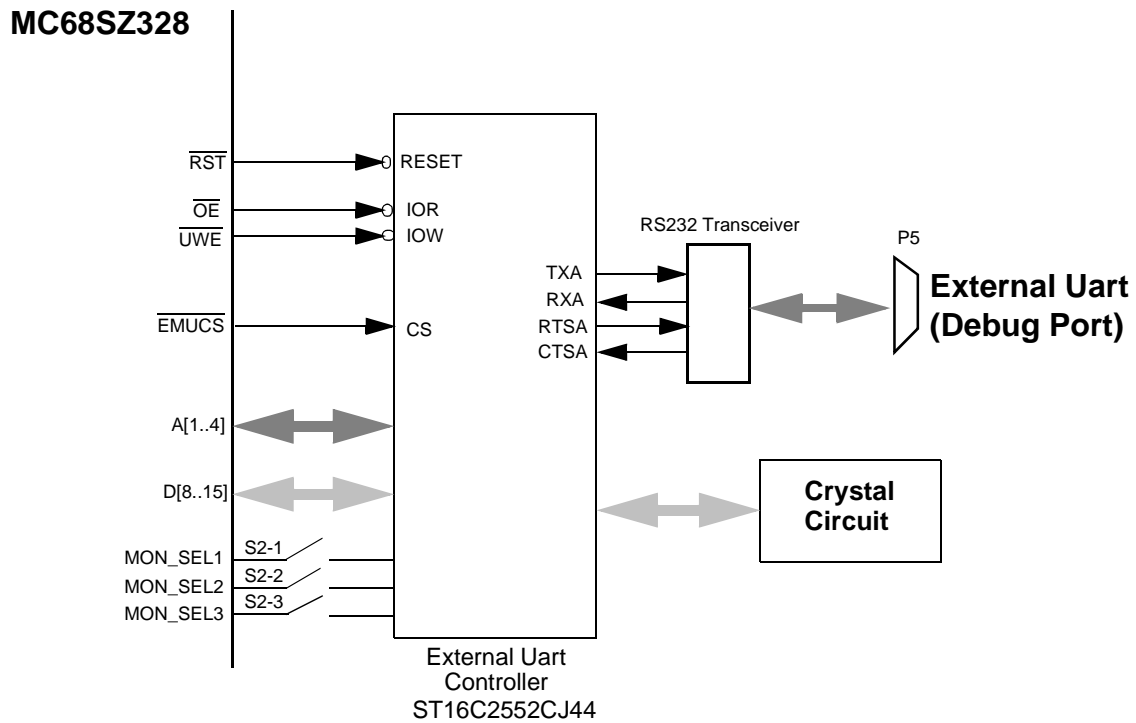 MC68SZ328
RST
RESET
OE
IOR
UWE
IOW
RS232 Transceiver
P5
TXA
External Uart
RXA
EMUCS
CS
RTSA
(Debug Port)
CTSA
A[1..4]
D[8..15]
Crystal
Circuit
MON_SEL1
S2-1
MON_SEL2
S2-2
MON_SEL3
S2-3
External Uart
Controller
ST16C2552CJ44